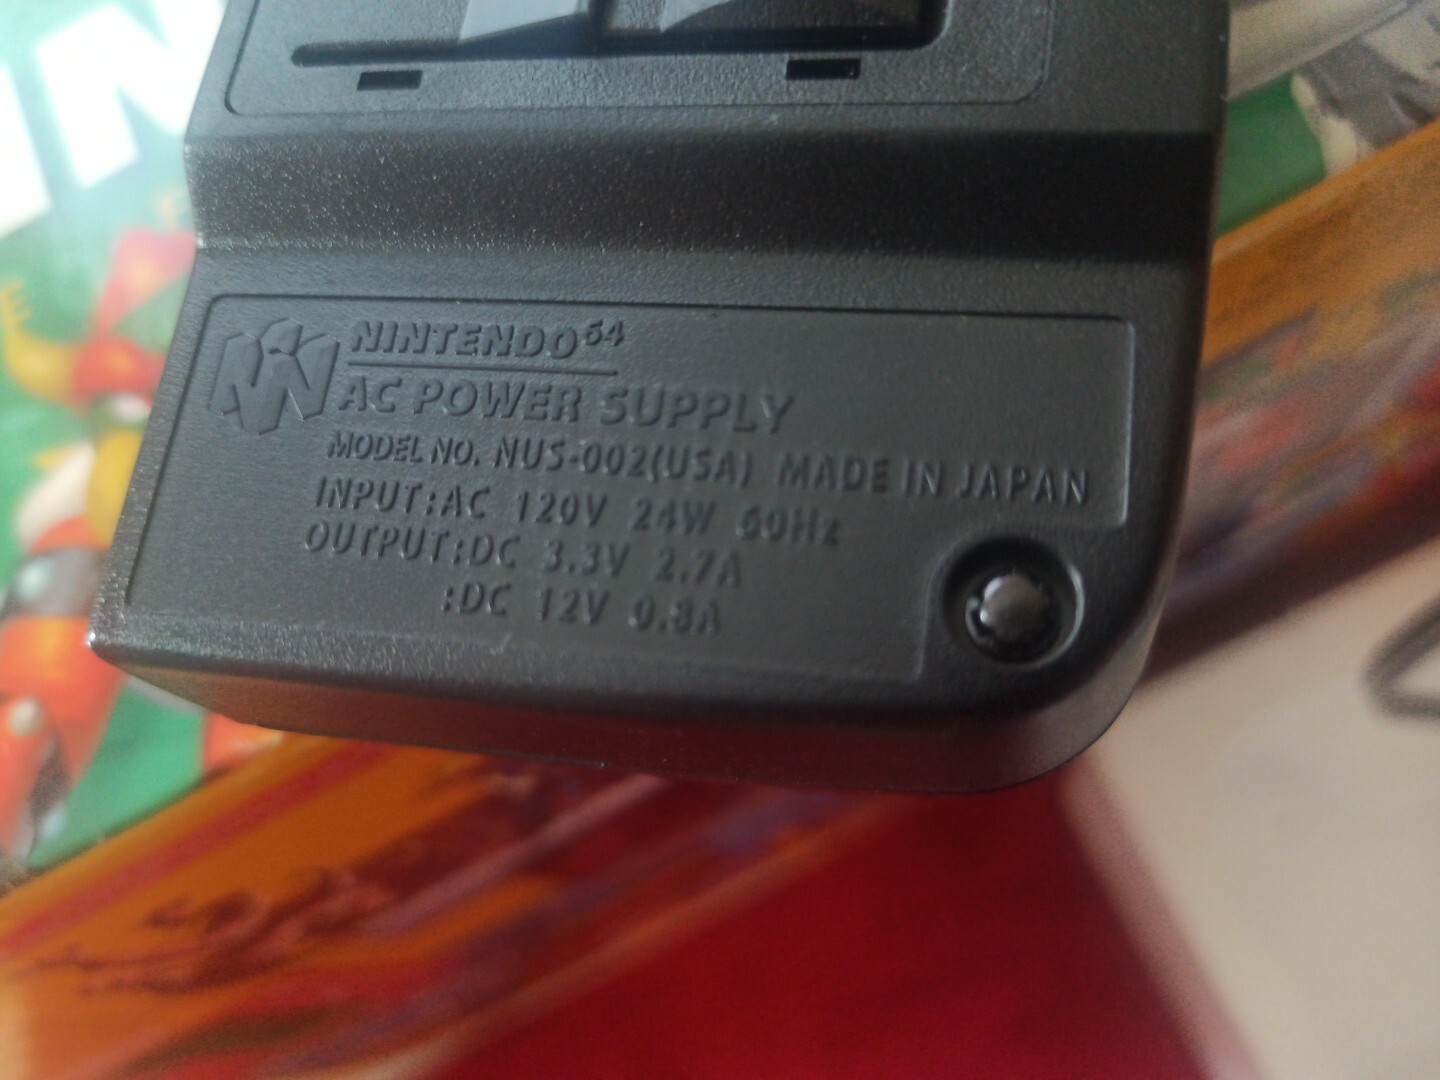 NINTENDO64
AC POWER SUPPLY
MODEL NO. NUS-002(USA) MADE IN JAPAN
INPUT:AC 120V 24W 60Hz
OUTPUT:DC 3.3V 2.7A
:DC 12V 0.8A